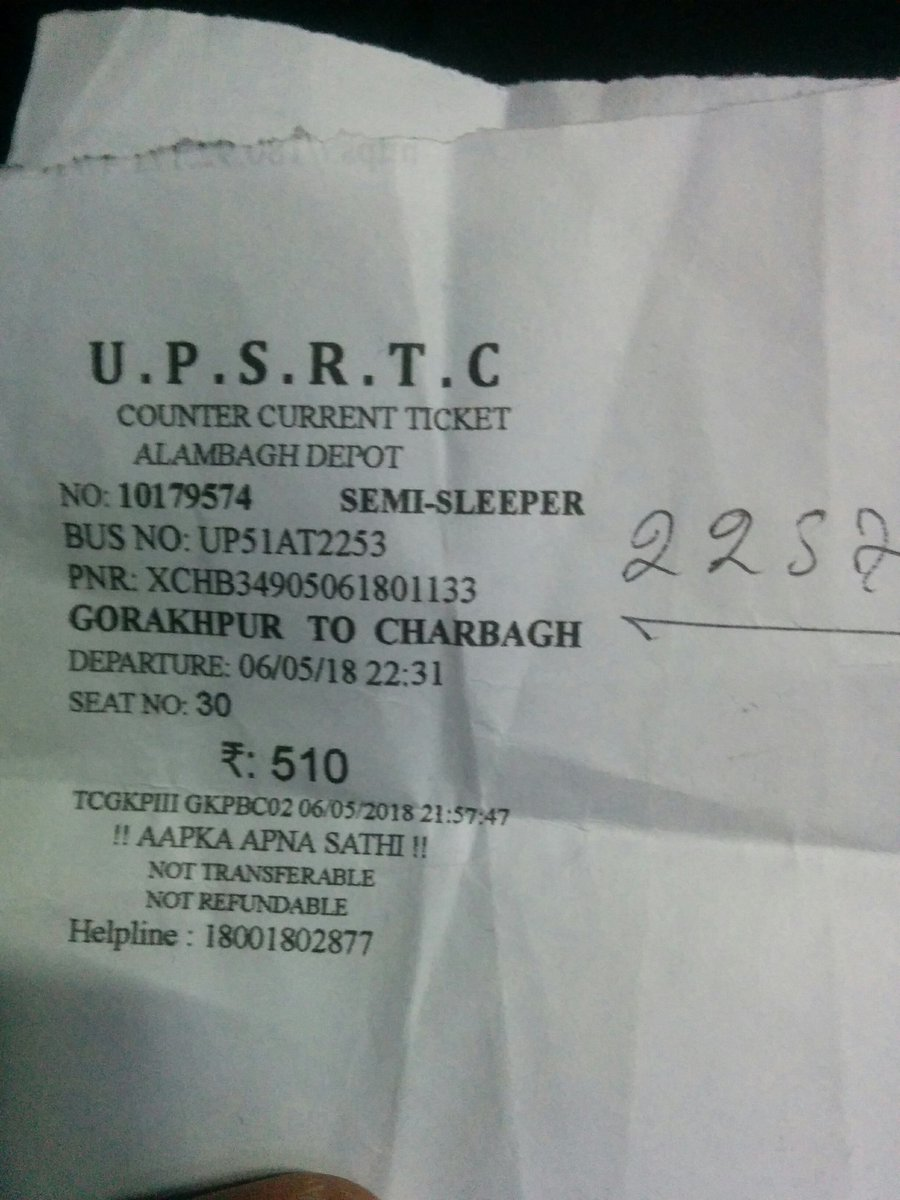 U.P.S.R.T.C
COUNTER CURRENT TICKET
ALAMBAGH DEPOT
NO: 10179574 SEMI-SLEEPER
BUS NO: UP51AT2253
PNR: XCHB34905061801133
GORAKHPUR TO CHARBAGH
DEPARTURE: 06/05/18 22:31
SEAT NO: 30
₹: 510
TCGKPIII GKPBC02 06/05/2018 21:57:47
!! AAPKA APNA SATHI !!
NOT TRANSFERABLE
NOT REFUNDABLE
Helpline : 18001802877